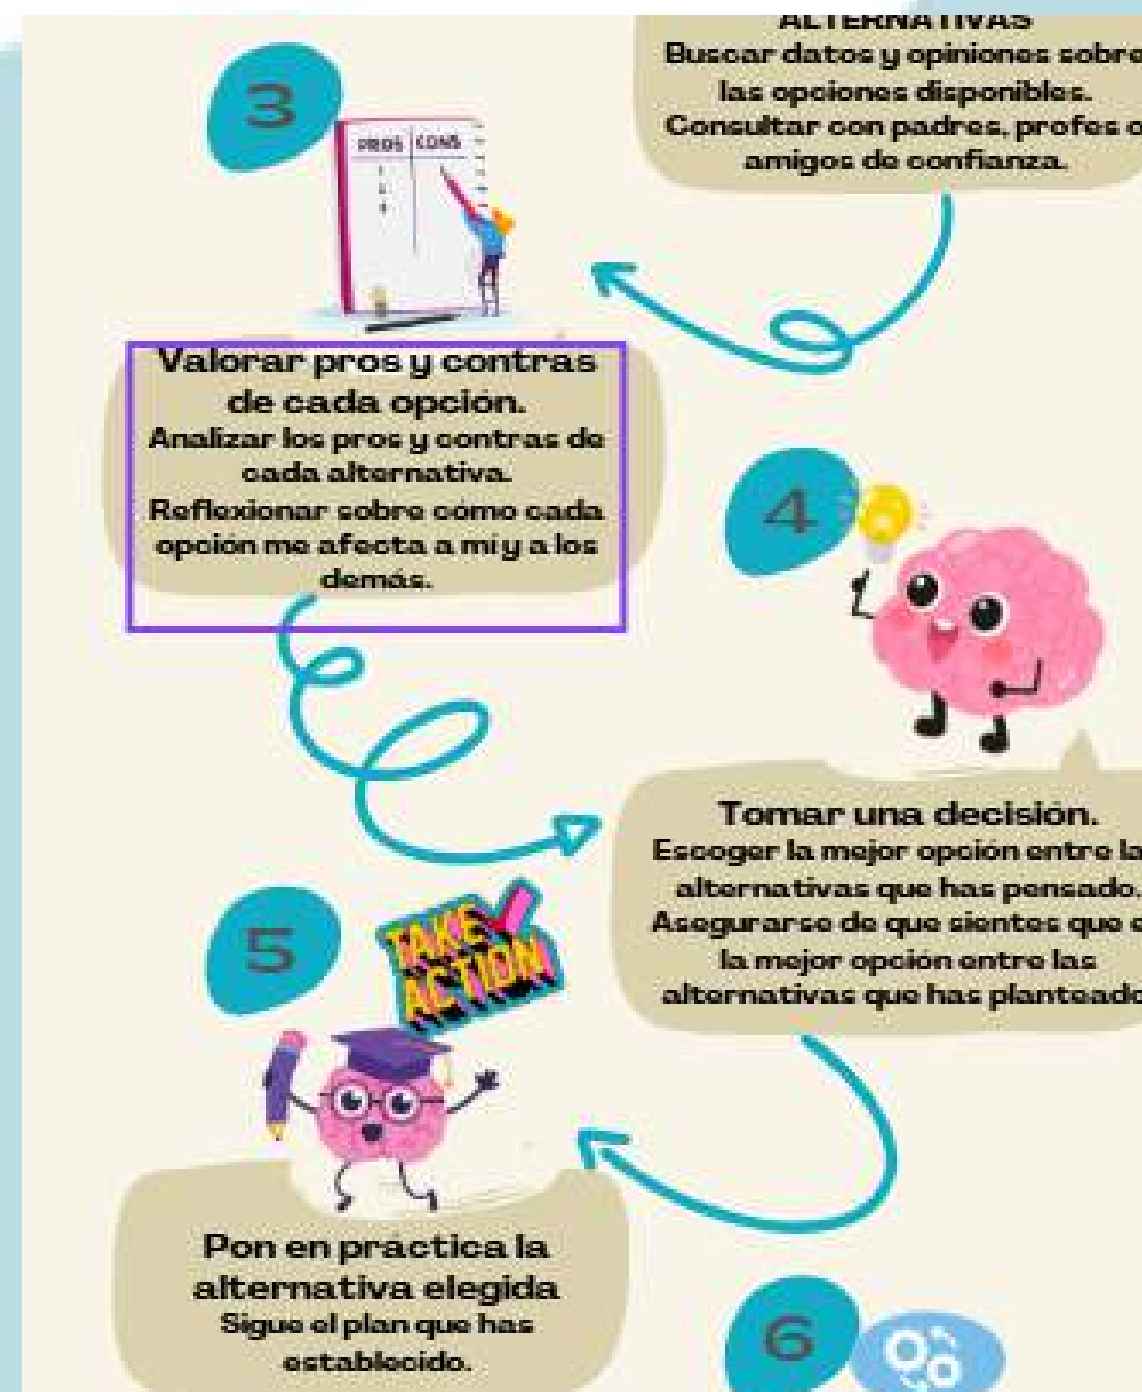 ALTERNATIVAS
Buscar datos y opiniones sobre
las opciones disponibles.
Consultar con padres, profes o
amigos de confianza.
3
PROS CONS
Valorar pros y contras
de cada opción.
Analizar los pros y contras de
cada alternativa.
Reflexionar sobre cómo cada
opción me afecta a mí y a los
demás.
4
Tomar una decisión.
Escoger la mejor opción entre la
alternativas que has pensado.
Asegurarse de que sientes que e
la mejor opción entre las
alternativas que has planteado
5
TAKE
ACTION
Pon en práctica la
alternativa elegida
Sigue el plan que has
establecido.
6